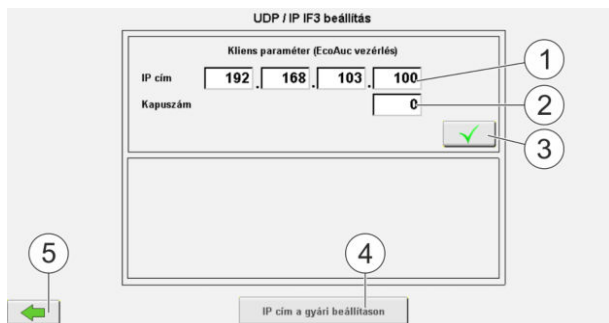 UDP / IP IF3 beállítás
Kliens paraméter (EcoAuc vezérlés)
IP cím 192 . 168 . 103 . 100
1
Kapuszám 0
2
3
5
4
IP cím a gyári beállításon